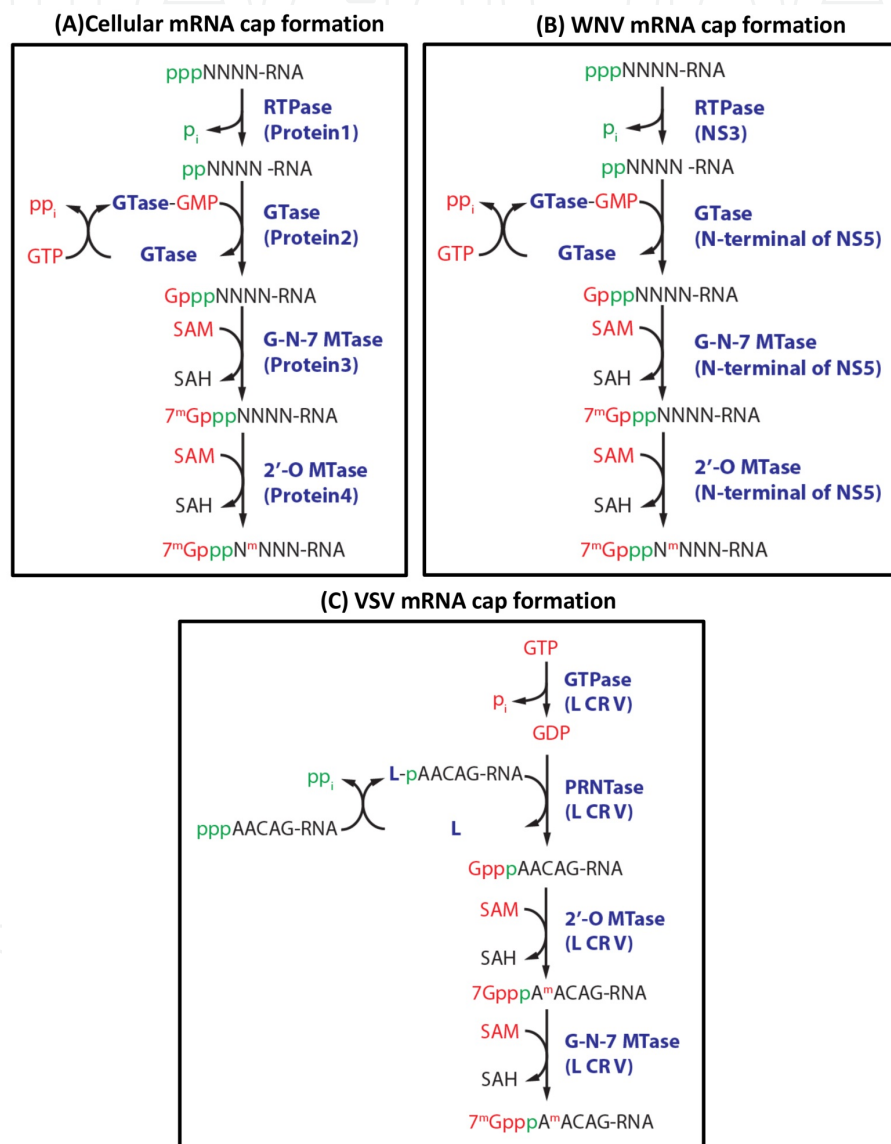 (A)Cellular mRNA cap formation
pppNNNN-RNA
RTPase
(Protein1)
pi
ppNNNN -RNA
ppi
GTase-GMP
GTase
(Protein2)
GTP
GTase
GpppNNNN-RNA
SAM
G-N-7 MTase
(Protein3)
SAH
7mGpppNNNN-RNA
SAM
2′-O MTase
(Protein4)
SAH
7mGpppNmNNN-RNA
(B) WNV mRNA cap formation
pppNNNN-RNA
RTPase
(NS3)
pi
ppNNNN -RNA
ppi
GTase-GMP
GTase
(N-terminal of NS5)
GTP
GTase
GpppNNNN-RNA
SAM
G-N-7 MTase
(N-terminal of NS5)
SAH
7mGpppNNNN-RNA
SAM
2′-O MTase
(N-terminal of NS5)
SAH
7mGpppNmNNN-RNA
(C) VSV mRNA cap formation
GTP
GTPase
(L CR V)
pi
GDP
ppi
L-pAACAG-RNA
PRNTase
(L CR V)
pppAACAG-RNA
L
GpppAACAG-RNA
SAM
2′-O MTase
(L CR V)
SAH
7GpppAmACAG-RNA
SAM
G-N-7 MTase
(L CR V)
SAH
7mGpppAmACAG-RNA